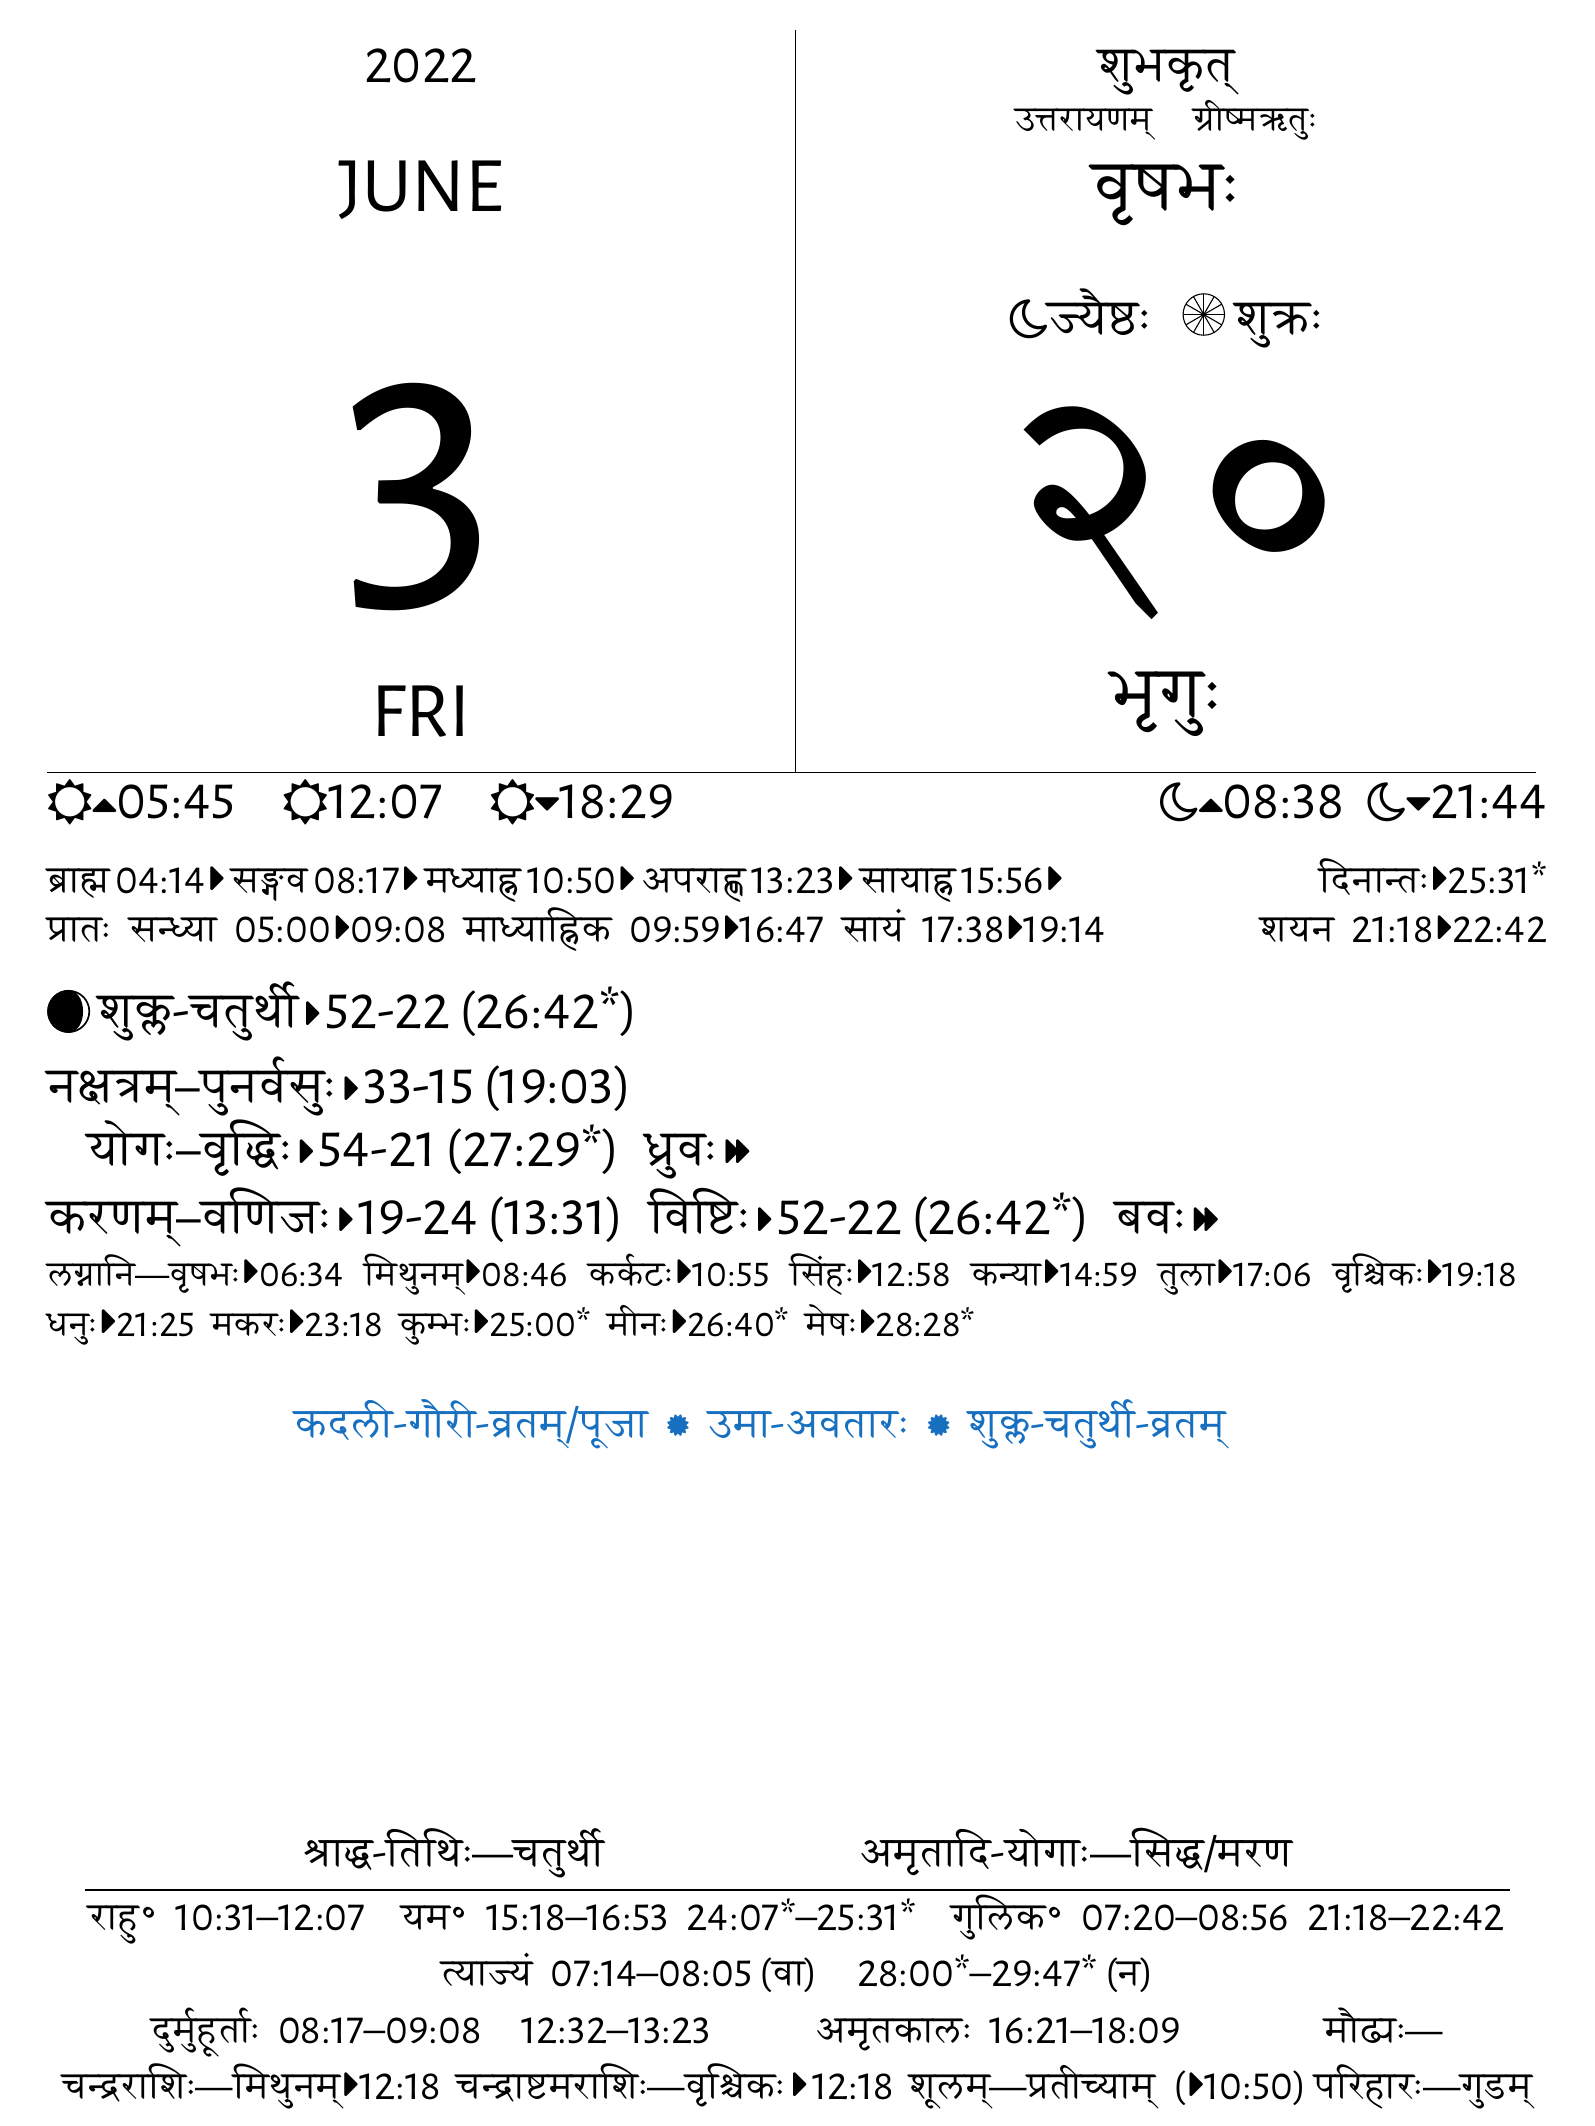 2022
JUNE
3
FRI
शुभकृत्
उत्तरायणम् ग्रीष्मऋतुः
वृषभः
ज्यैष्ठः शुक्रः
२०
भृगुः
05:45 12:07 18:29 08:38 21:44
ब्राह्म 04:14 सङ्गव 08:17 मध्याह्न 10:50 अपराह्ण 13:23 सायाह्न 15:56 दिनान्तः 25:31*
प्रातः सन्ध्या 05:00 09:08 माध्याह्निक 09:59 16:47 सायं 17:38 19:14 शयन 21:18 22:42
शुक्ल-चतुर्थी 52-22 (26:42*)
नक्षत्रम्–पुनर्वसुः 33-15 (19:03)
योगः–वृद्धिः 54-21 (27:29*) ध्रुवः
करणम्–वणिजः 19-24 (13:31) विष्टिः 52-22 (26:42*) बवः
लग्नानि—वृषभः 06:34 मिथुनम् 08:46 कर्कटः 10:55 सिंहः 12:58 कन्या 14:59 तुला 17:06 वृश्चिकः 19:18
धनुः 21:25 मकरः 23:18 कुम्भः 25:00* मीनः 26:40* मेषः 28:28*
कदली-गौरी-व्रतम्/पूजा ✹ उमा-अवतारः ✹ शुक्ल-चतुर्थी-व्रतम्
श्राद्ध-तिथिः—चतुर्थी अमृतादि-योगाः—सिद्ध/मरण
राहु॰ 10:31–12:07 यम॰ 15:18–16:53 24:07*–25:31* गुलिक॰ 07:20–08:56 21:18–22:42
त्याज्यं 07:14–08:05 (वा) 28:00*–29:47* (न)
दुर्मुहूर्ताः 08:17–09:08 12:32–13:23 अमृतकालः 16:21–18:09 मौढ्यः—
चन्द्रराशिः—मिथुनम् 12:18 चन्द्राष्टमराशिः—वृश्चिकः 12:18 शूलम्—प्रतीच्याम् (10:50) परिहारः—गुडम्